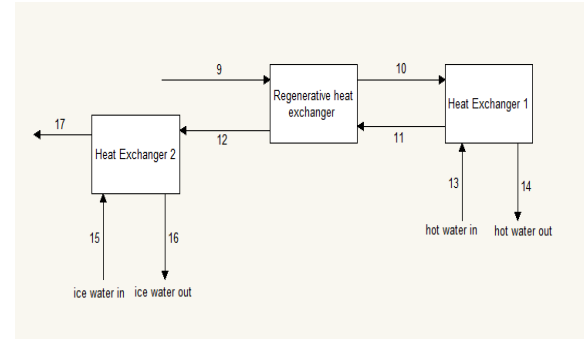 9
10
Regenerative heat
exchanger
Heat Exchanger 1
17
12
11
Heat Exchanger 2
13
14
15
16
hot water in
hot water out
ice water in
ice water out